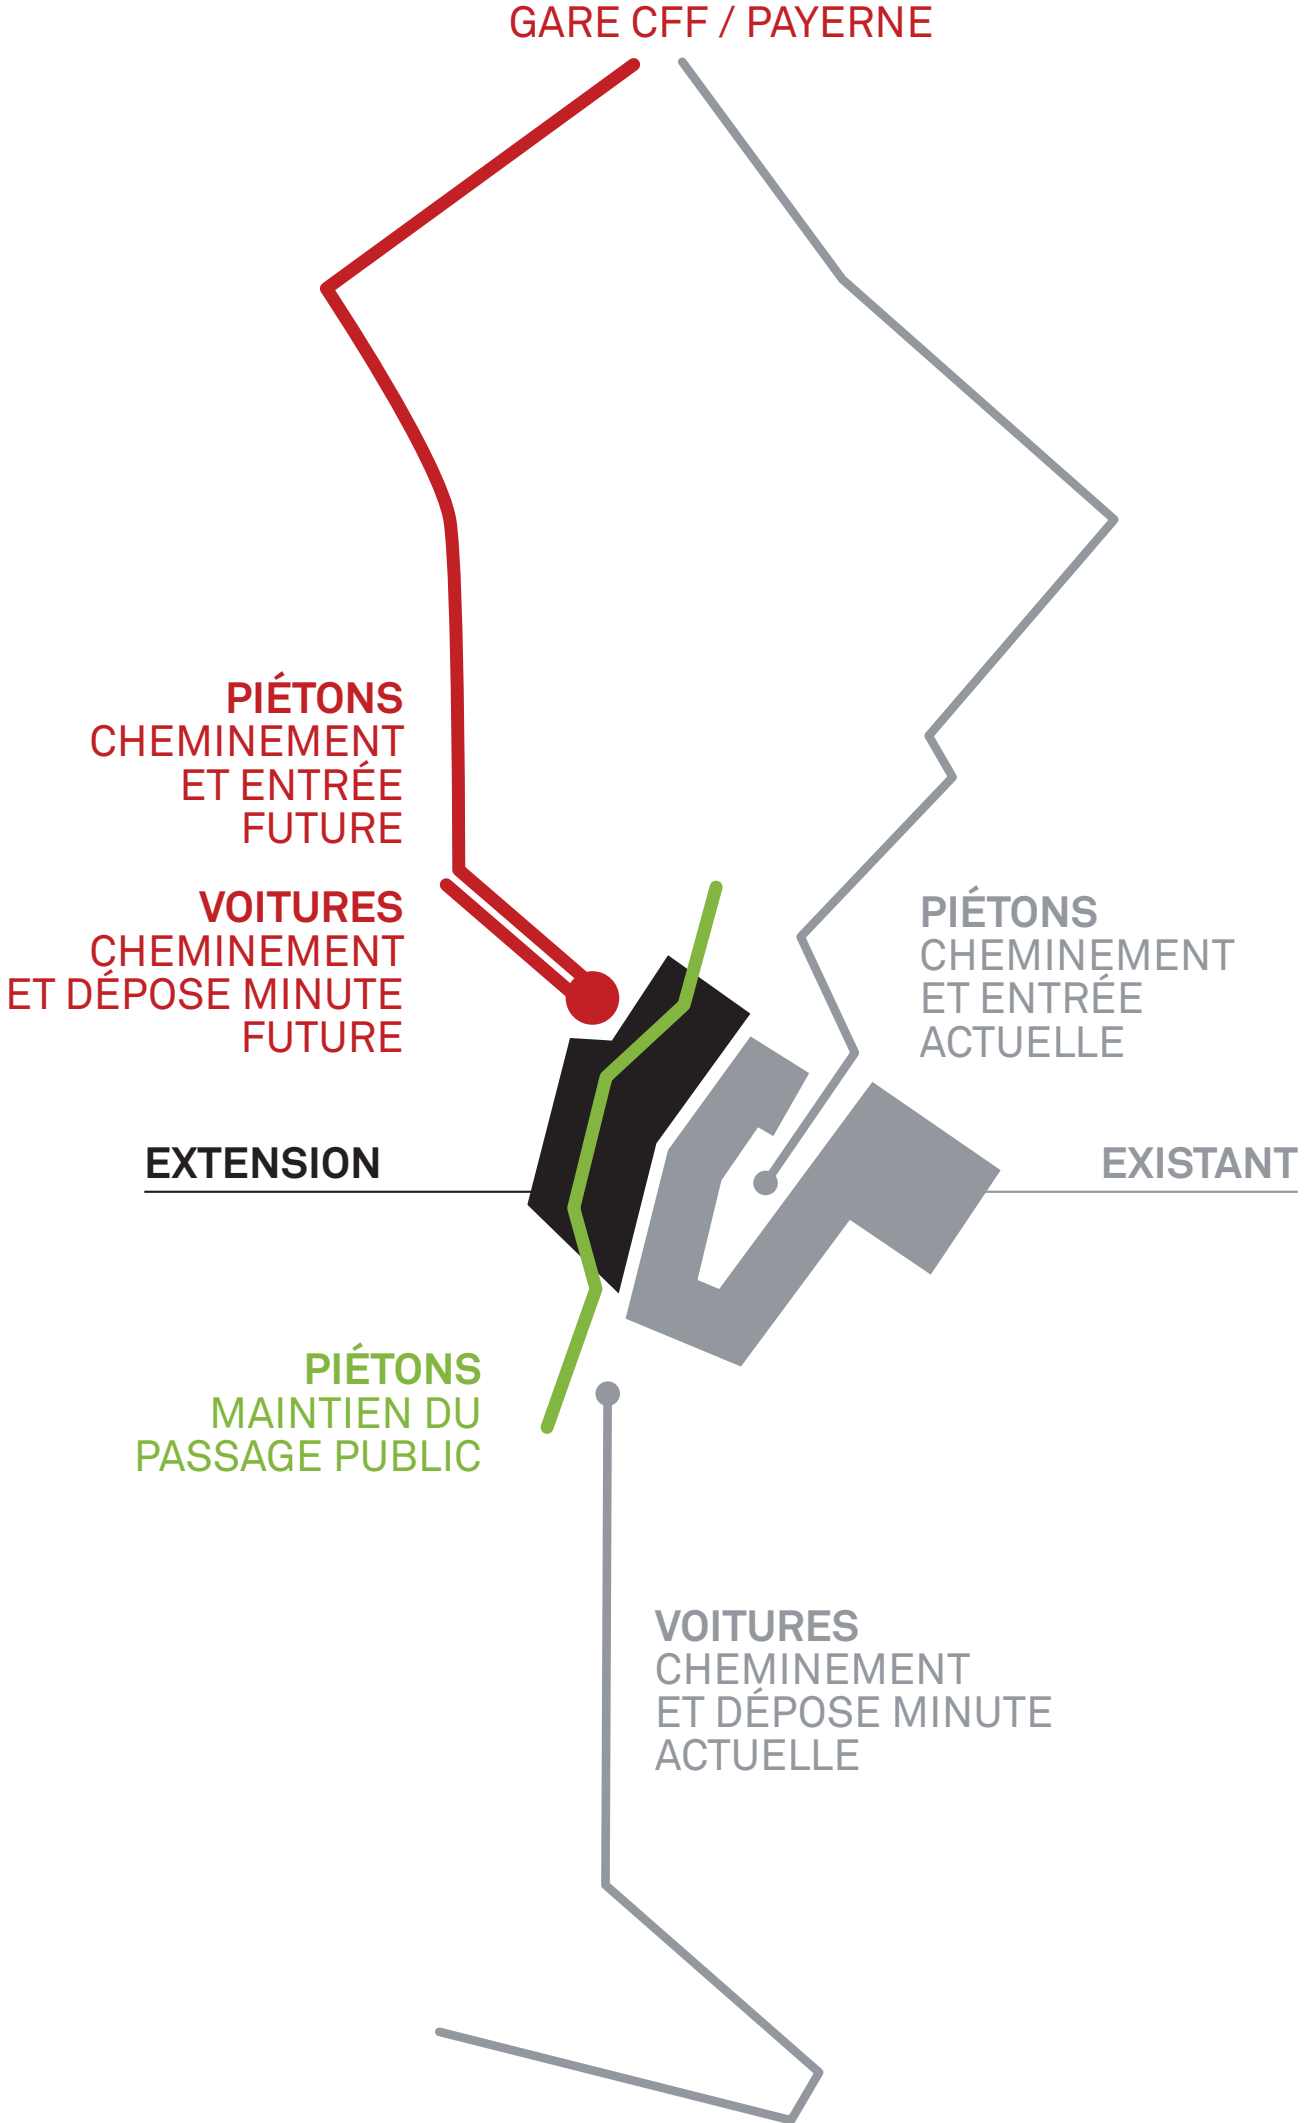 GARE CFF / PAYERNE
PIÉTONS
CHEMINEMENT
ET ENTRÉE
FUTURE
VOITURES
CHEMINEMENT
ET DÉPOSE MINUTE
FUTURE
PIÉTONS
CHEMINEMENT
ET ENTRÉE
ACTUELLE
EXTENSION
EXISTANT
PIÉTONS
MAINTIEN DU
PASSAGE PUBLIC
VOITURES
CHEMINEMENT
ET DÉPOSE MINUTE
ACTUELLE